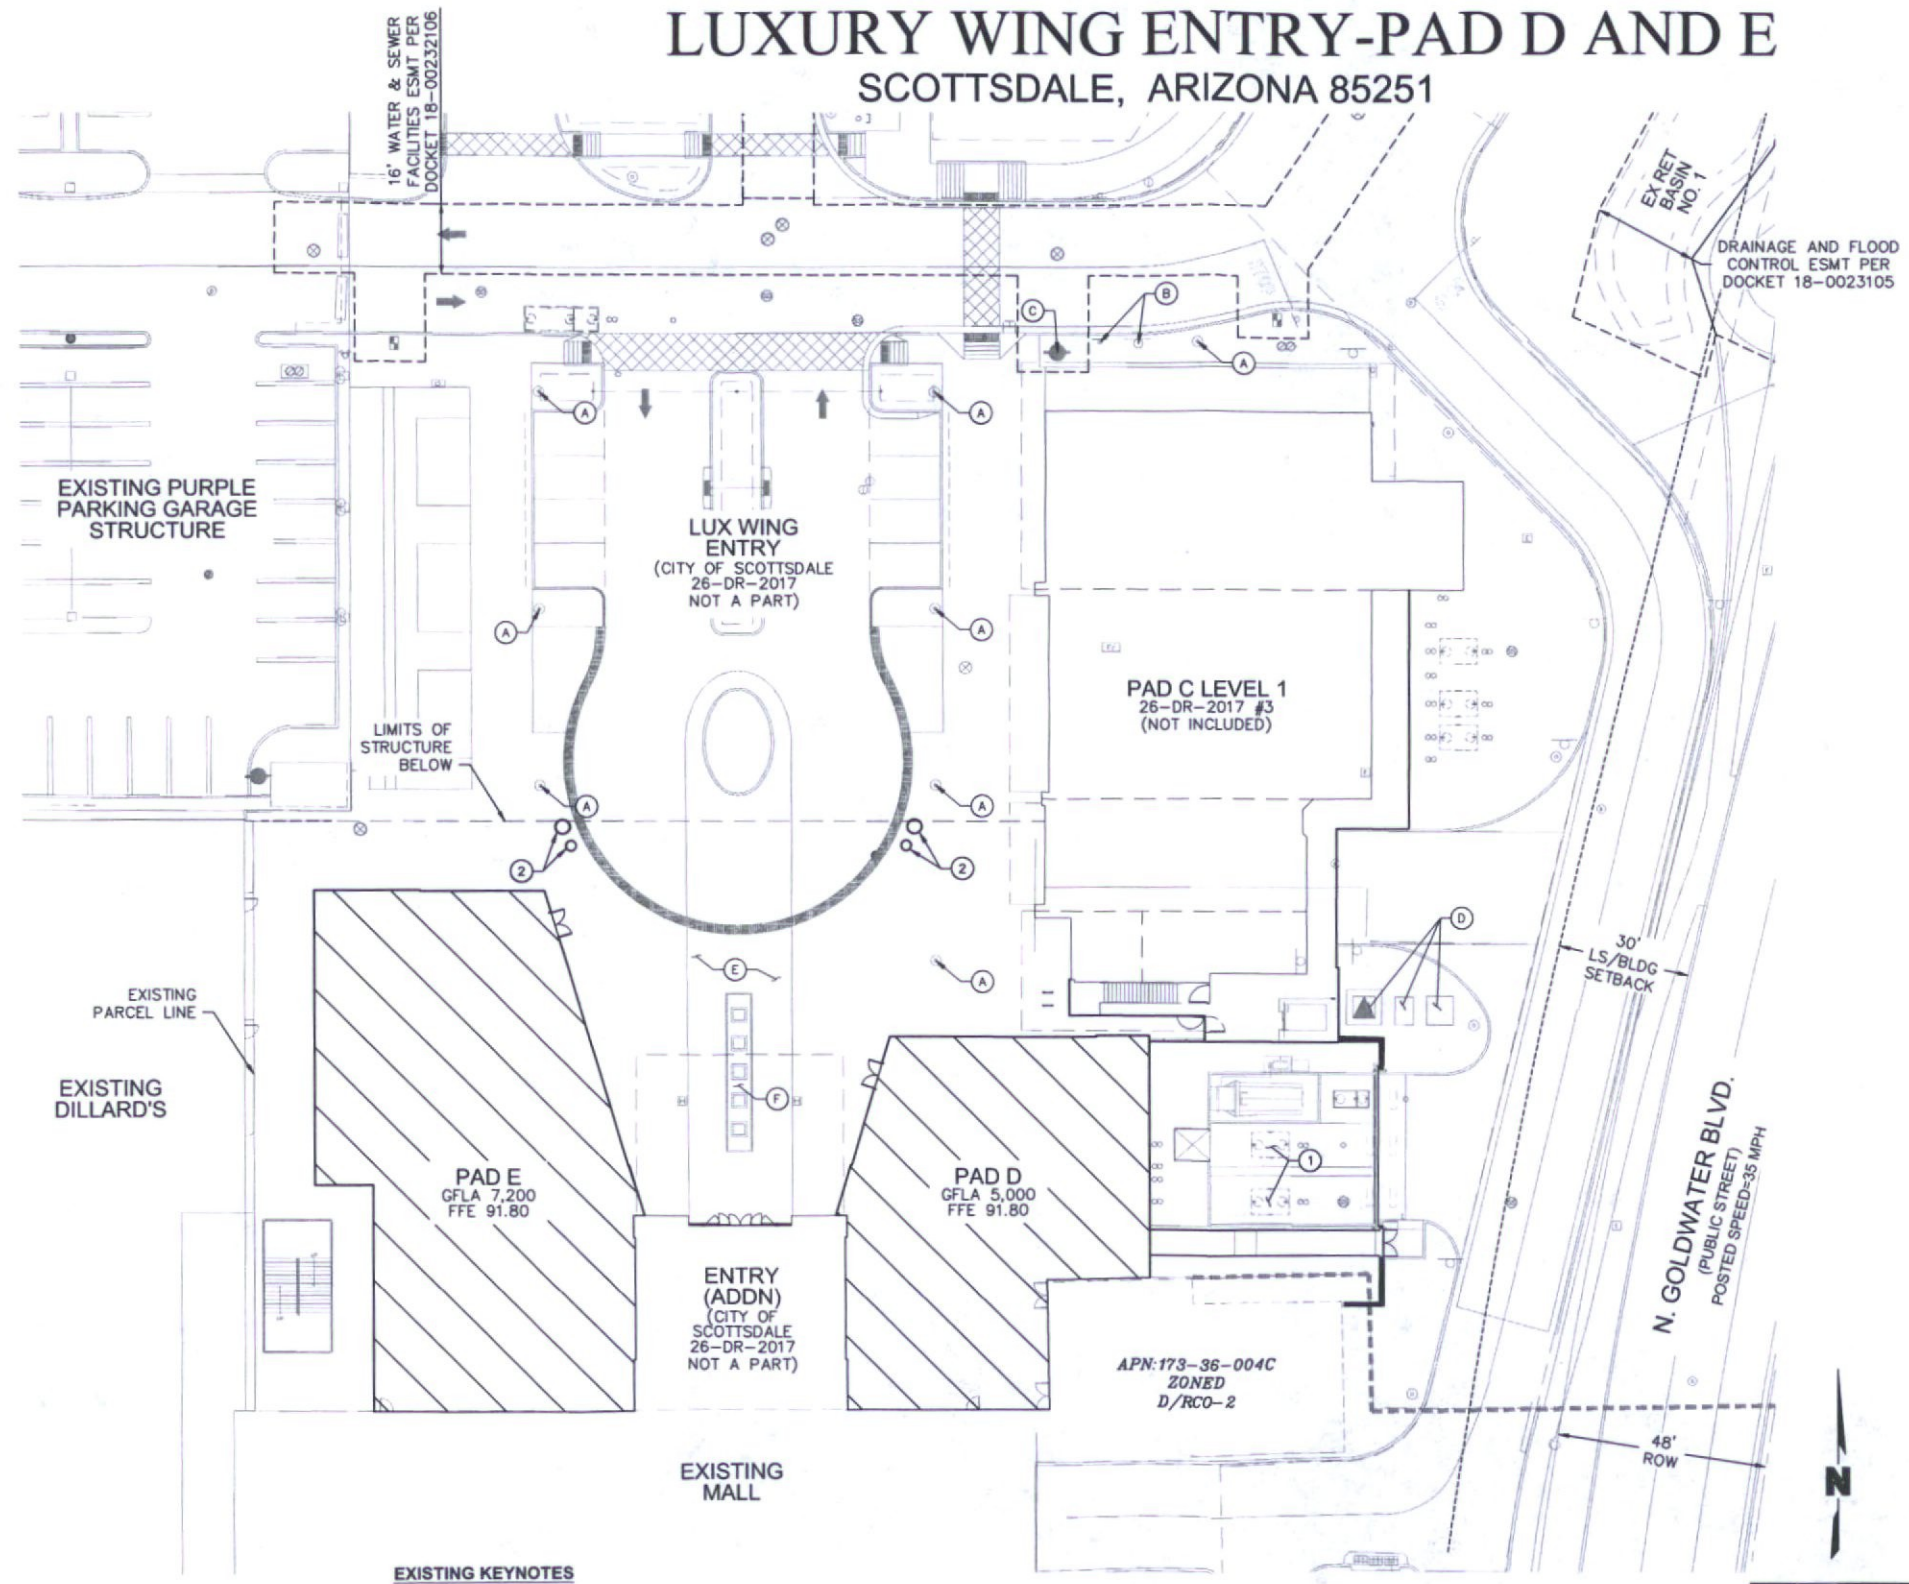 LUXURY WING ENTRY-PAD D AND E
SCOTTSDALE, ARIZONA 85251
16' WATER & SEWER
FACILITIES ESMT PER
DOCKET 18-00232106
EX RET
BASIN
NO. 1
DRAINAGE AND FLOOD
CONTROL ESMT PER
DOCKET 18-0023105
B
C
A
A
A
EXISTING PURPLE
PARKING GARAGE
STRUCTURE
LUX WING
ENTRY
(CITY OF SCOTTSDALE
26-DR-2017
NOT A PART)
A
A
PAD C LEVEL 1
26-DR-2017 #3
(NOT INCLUDED)
LIMITS OF
STRUCTURE
BELOW
A
A
2
2
D
30'
LS/BLDG
SETBACK
E
A
EXISTING
PARCEL LINE
EXISTING
DILLARD'S
F
PAD E
GFLA 7,200
FFE 91.80
PAD D
GFLA 5,000
FFE 91.80
1
N. GOLDWATER BLVD.
(PUBLIC STREET)
POSTED SPEED=35 MPH
ENTRY
(ADDN)
(CITY OF
SCOTTSDALE
26-DR-2017
NOT A PART)
APN:173-36-004C
ZONED
D/RCO-2
48'
ROW
EXISTING
MALL
N
EXISTING KEYNOTES